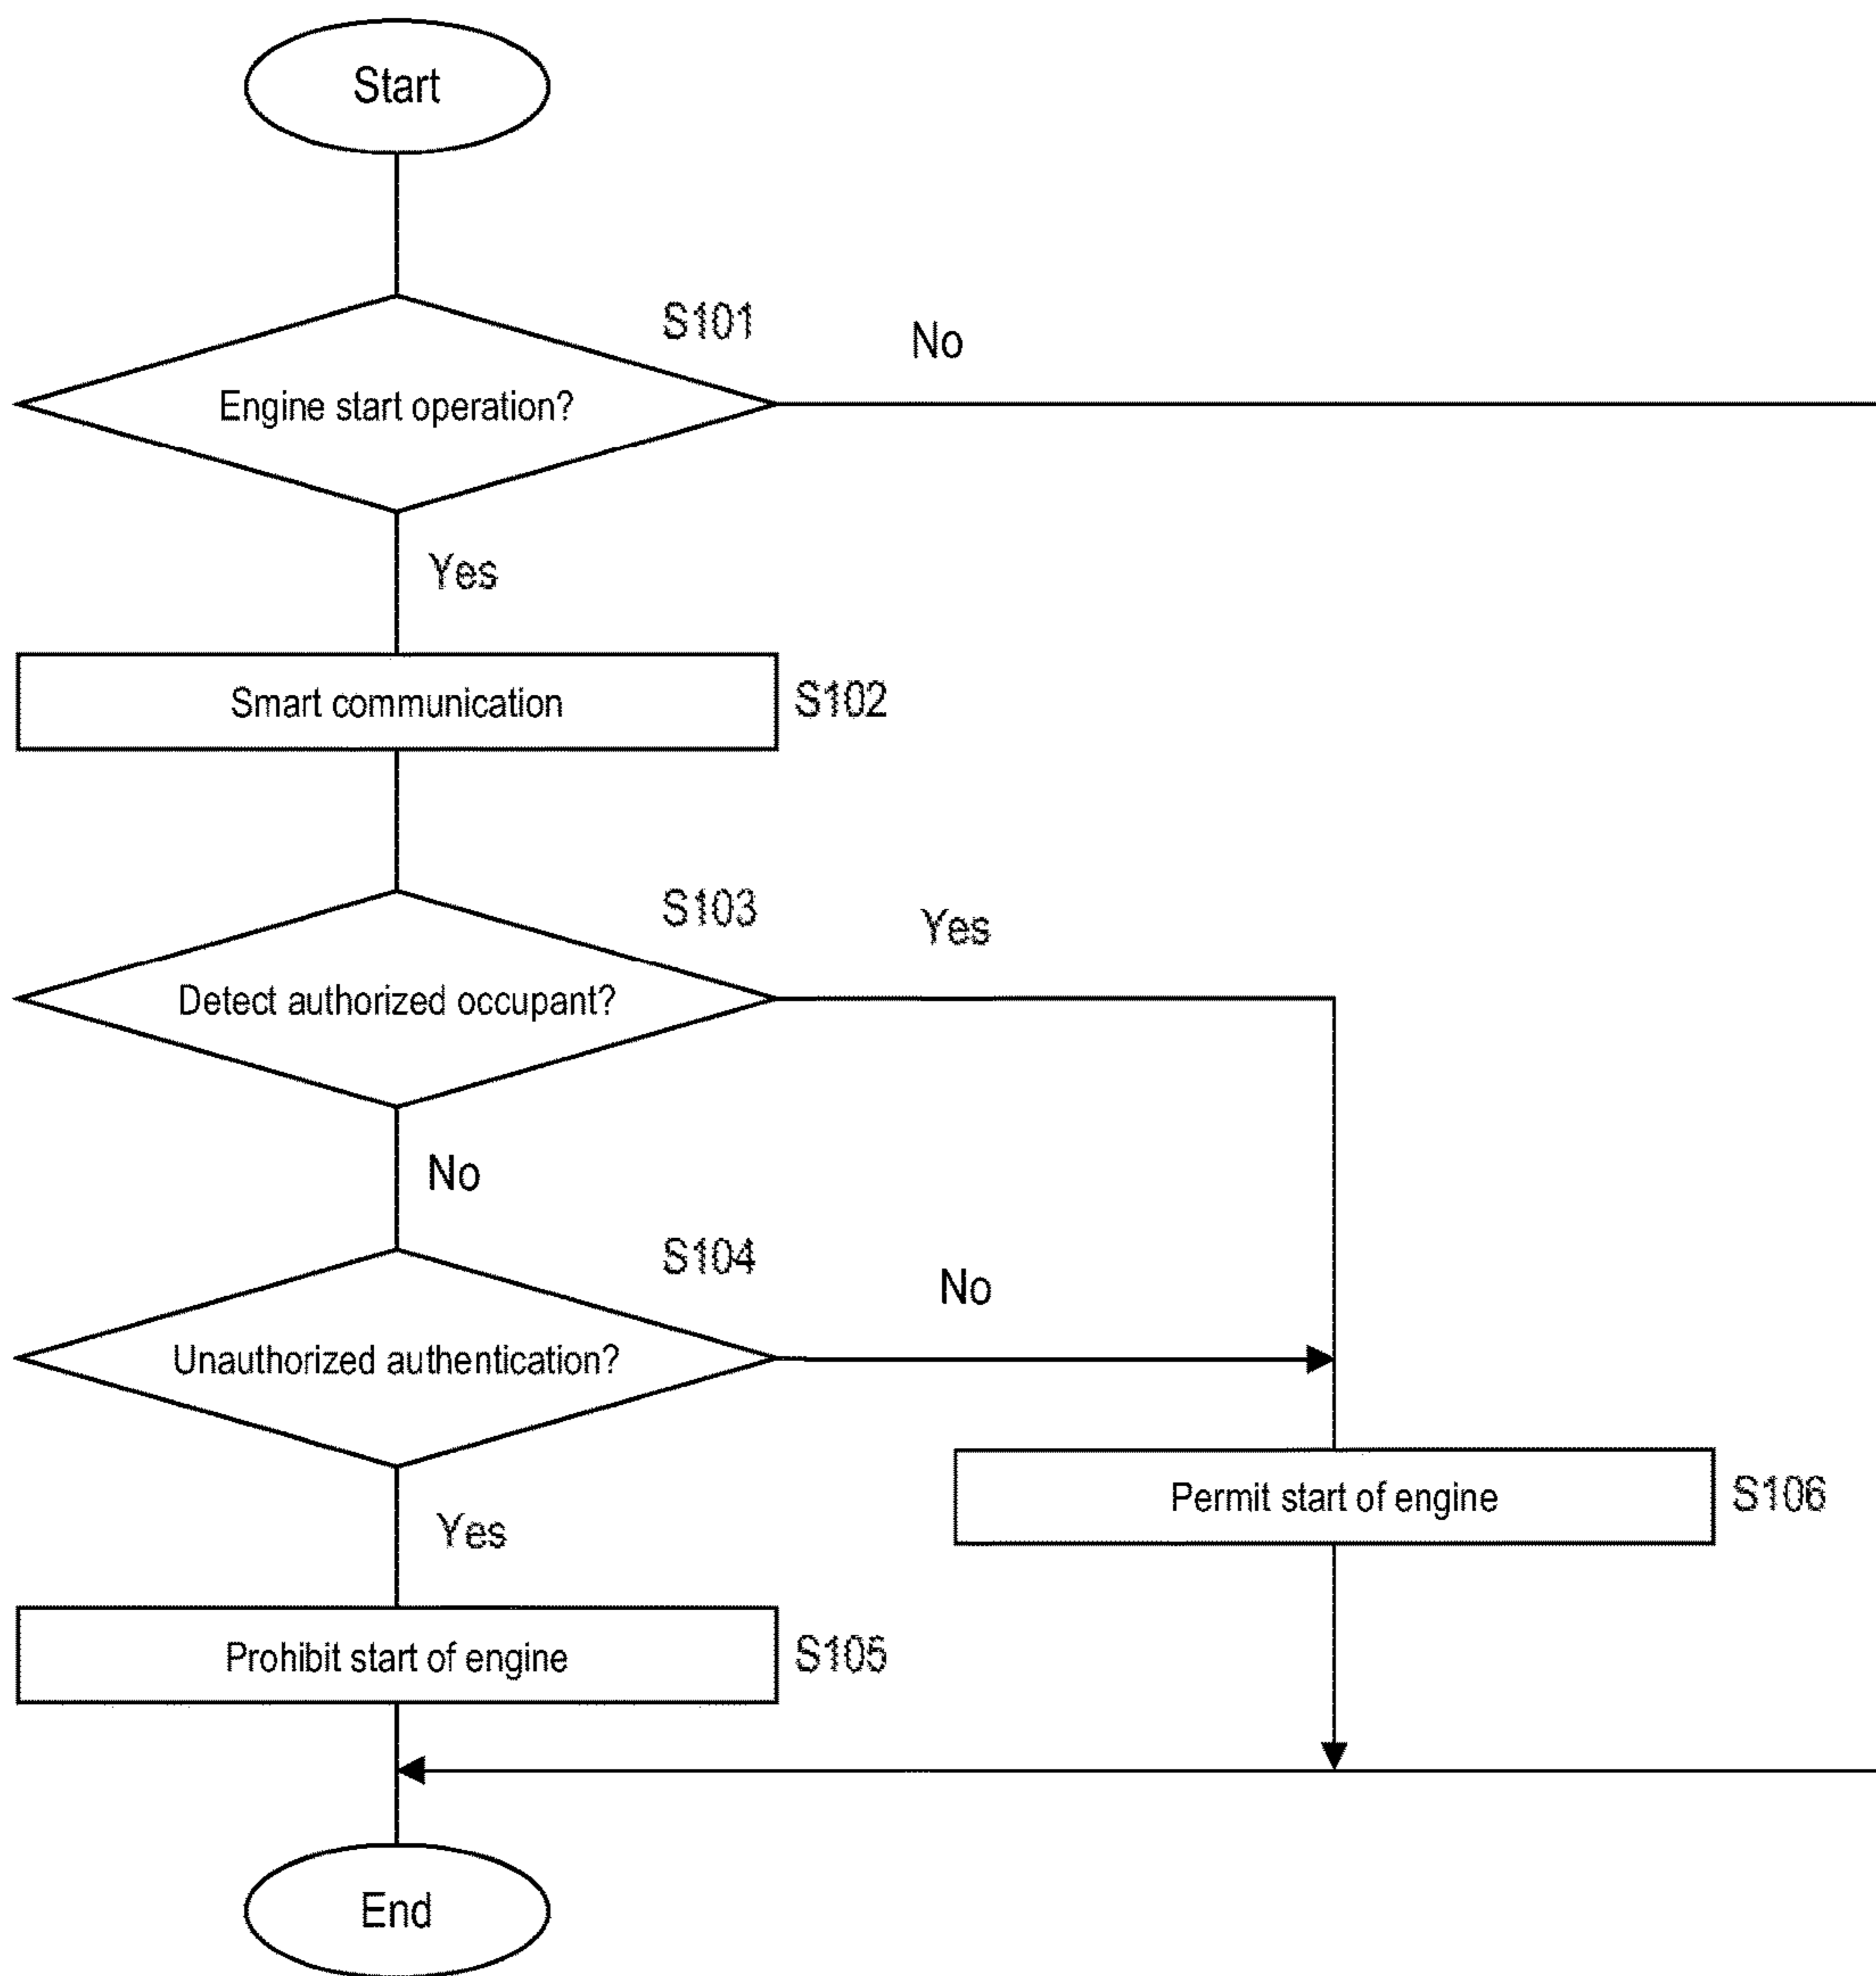 Start
S101
No
Engine start operation?
Yes
Smart communication
S102
S103
Yes
Detect authorized occupant?
No
S104
No
Unauthorized authentication?
Permit start of engine
S106
Yes
Prohibit start of engine
S105
End